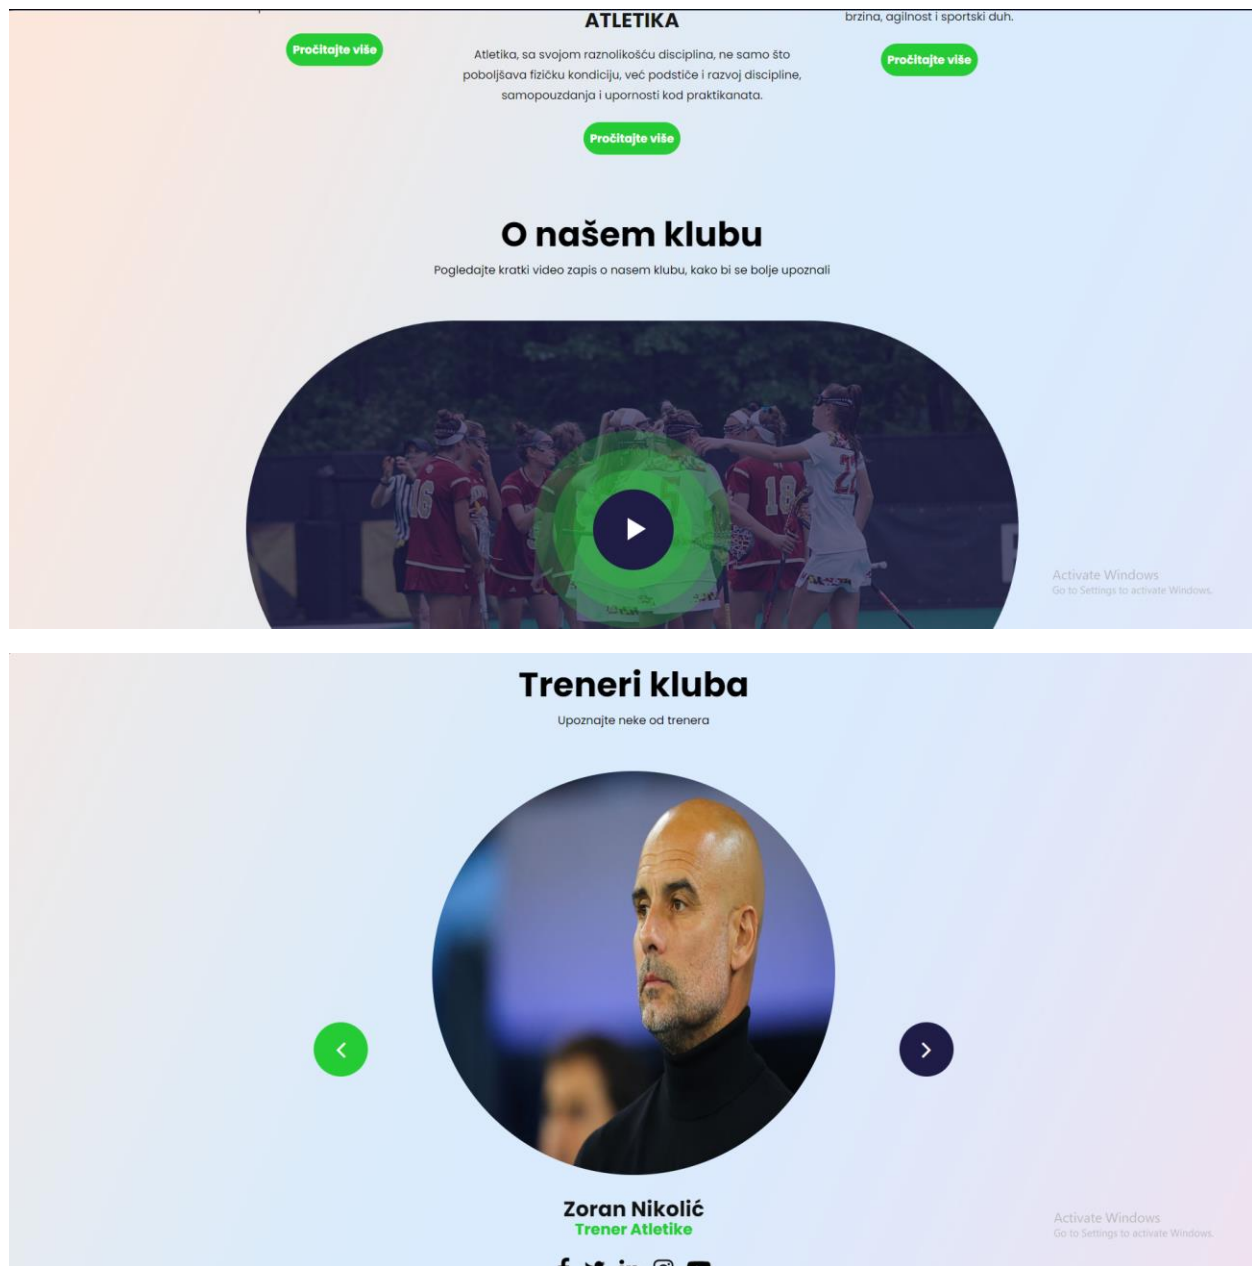 ATLETIKA
brzina, agilnost i sportski duh.
Pročitajte više
Atletika, sa svojom raznolikošću disciplina, ne samo što
poboljšava fizičku kondiciju, već podstiče i razvoj discipline,
samopouzdanja i upornosti kod praktikanata.
Pročitajte više
Pročitajte više
O našem klubu
Pogledajte kratki video zapis o nasem klubu, kako bi se bolje upoznali
16
18
22
Activate Windows
Go to Settings to activate Windows.
Treneri kluba
Upoznajte neke od trenera
Zoran Nikolić
Trener Atletike
Activate Windows
Go to Settings to activate Windows.